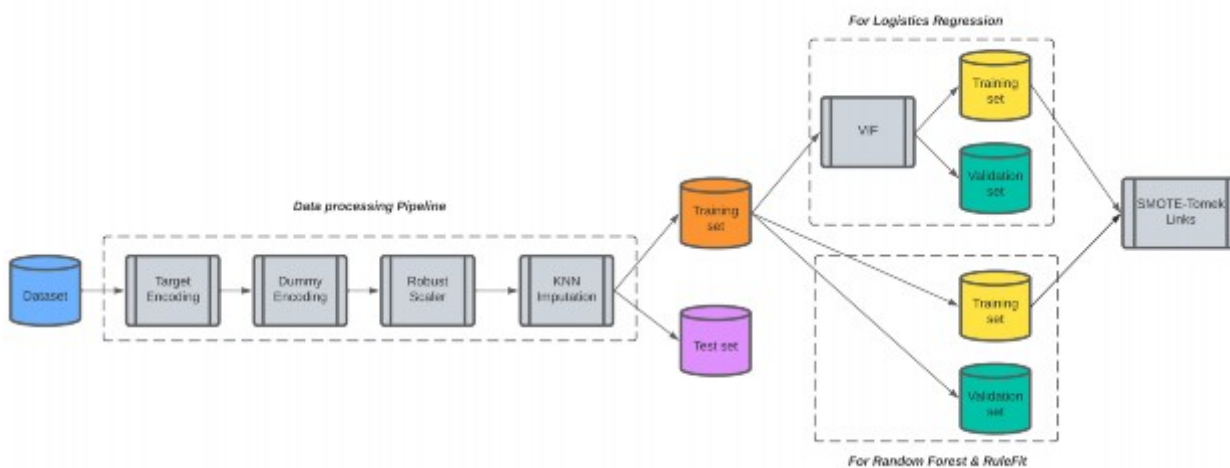 For Logistics Regression
Training
set
VIF
Validation
set
Data processing Pipeline
Training
set
SMOTE-Tomek
Links
Dataset
Target
Encoding
Dummy
Encoding
Robust
Scaler
KNN
Imputation
Training
set
Test set
Validation
set
For Random Forest & RuleFit